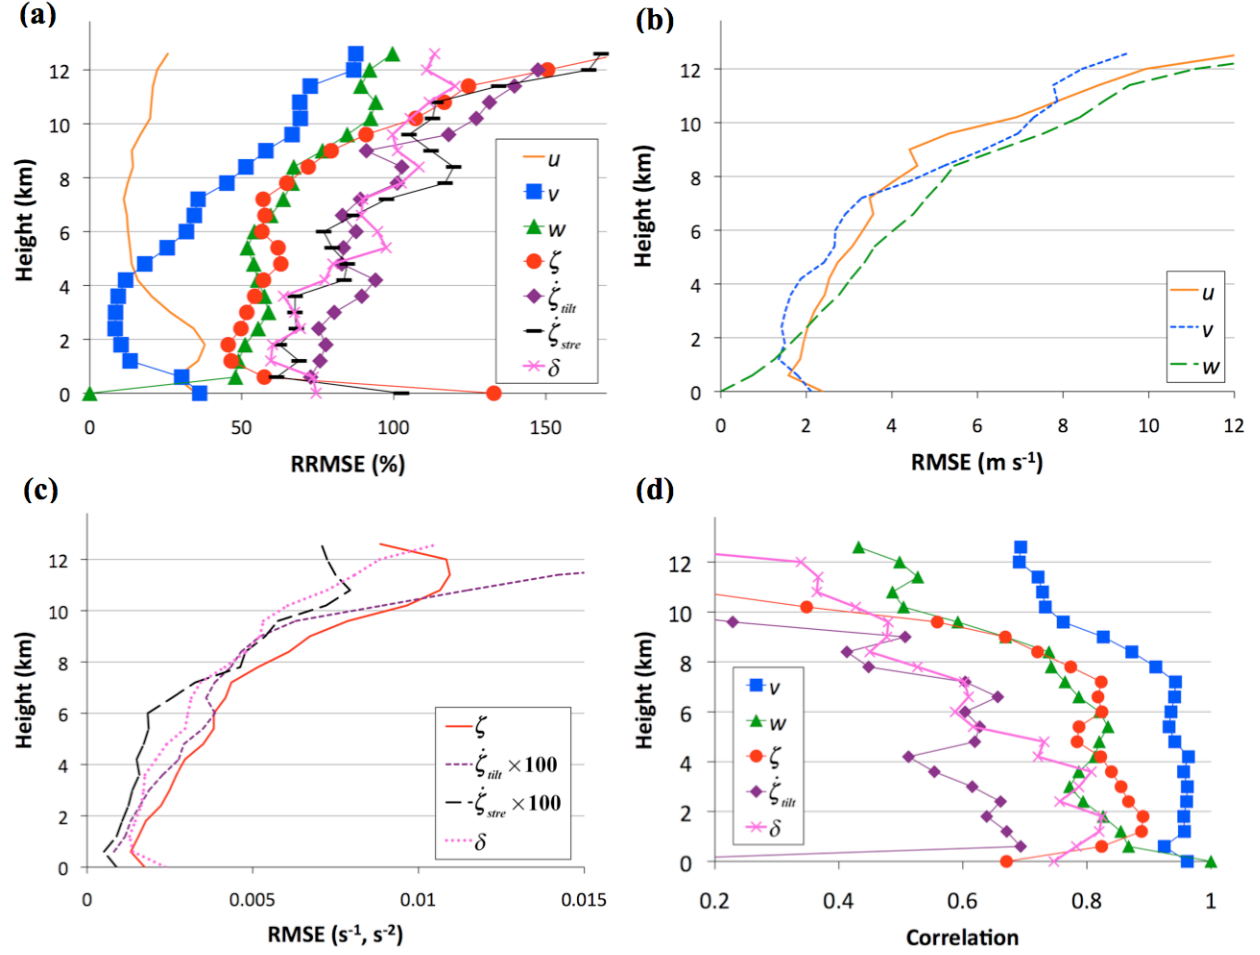 (a)
Height (km)
12
10
8
6
4
2
0
0 50 100 150
RRMSE (%)
u
v
w
ζ
ζ̇tilt
ζ̇stre
δ
(b)
Height (km)
12
10
8
6
4
2
0
0 2 4 6 8 10 12
RMSE (m s⁻¹)
u
v
w
(c)
Height (km)
12
10
8
6
4
2
0
0 0.005 0.01 0.015
RMSE (s⁻¹, s⁻²)
ζ
ζ̇tilt ×100
ζ̇stre ×100
δ
(d)
Height (km)
12
10
8
6
4
2
0
0.2 0.4 0.6 0.8 1
Correlation
v
w
ζ
ζ̇tilt
δ